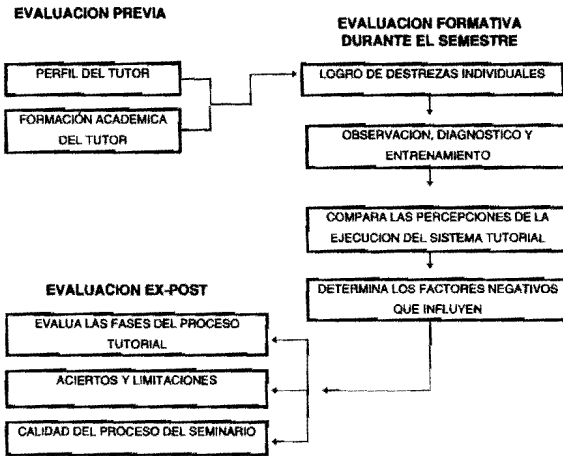 EVALUACION PREVIA
PERFIL DEL TUTOR
FORMACIÓN ACADEMICA
DEL TUTOR
EVALUACION FORMATIVA
DURANTE EL SEMESTRE
LOGRO DE DESTREZAS INDIVIDUALES
OBSERVACION, DIAGNOSTICO Y
ENTRENAMIENTO
COMPARA LAS PERCEPCIONES DE LA
EJECUCION DEL SISTEMA TUTORIAL
DETERMINA LOS FACTORES NEGATIVOS
QUE INFLUYEN
EVALUACION EX-POST
EVALUA LAS FASES DEL PROCESO
TUTORIAL
ACIERTOS Y LIMITACIONES
CALIDAD DEL PROCESO DEL SEMINARIO